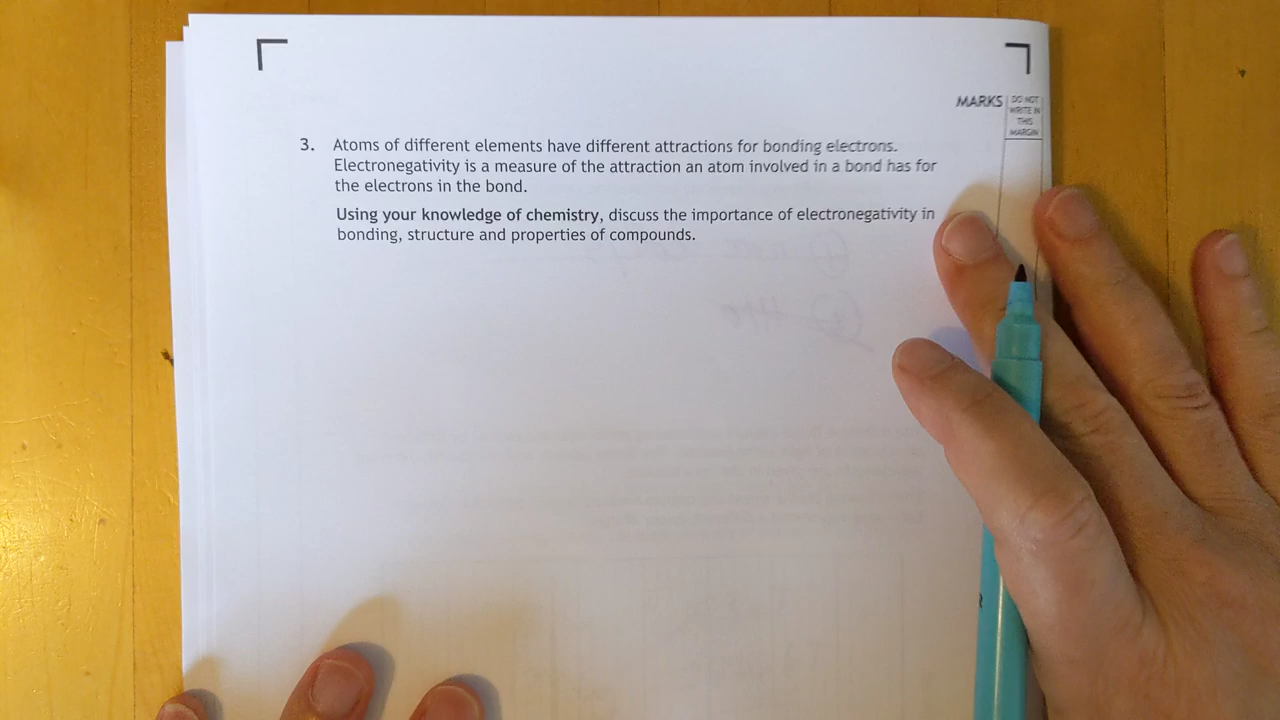 MARKS
DO NOT
WRITE IN
THIS
MARGIN
3. Atoms of different elements have different attractions for bonding electrons.
Electronegativity is a measure of the attraction an atom involved in a bond has for
the electrons in the bond.
Using your knowledge of chemistry, discuss the importance of electronegativity in
bonding, structure and properties of compounds.